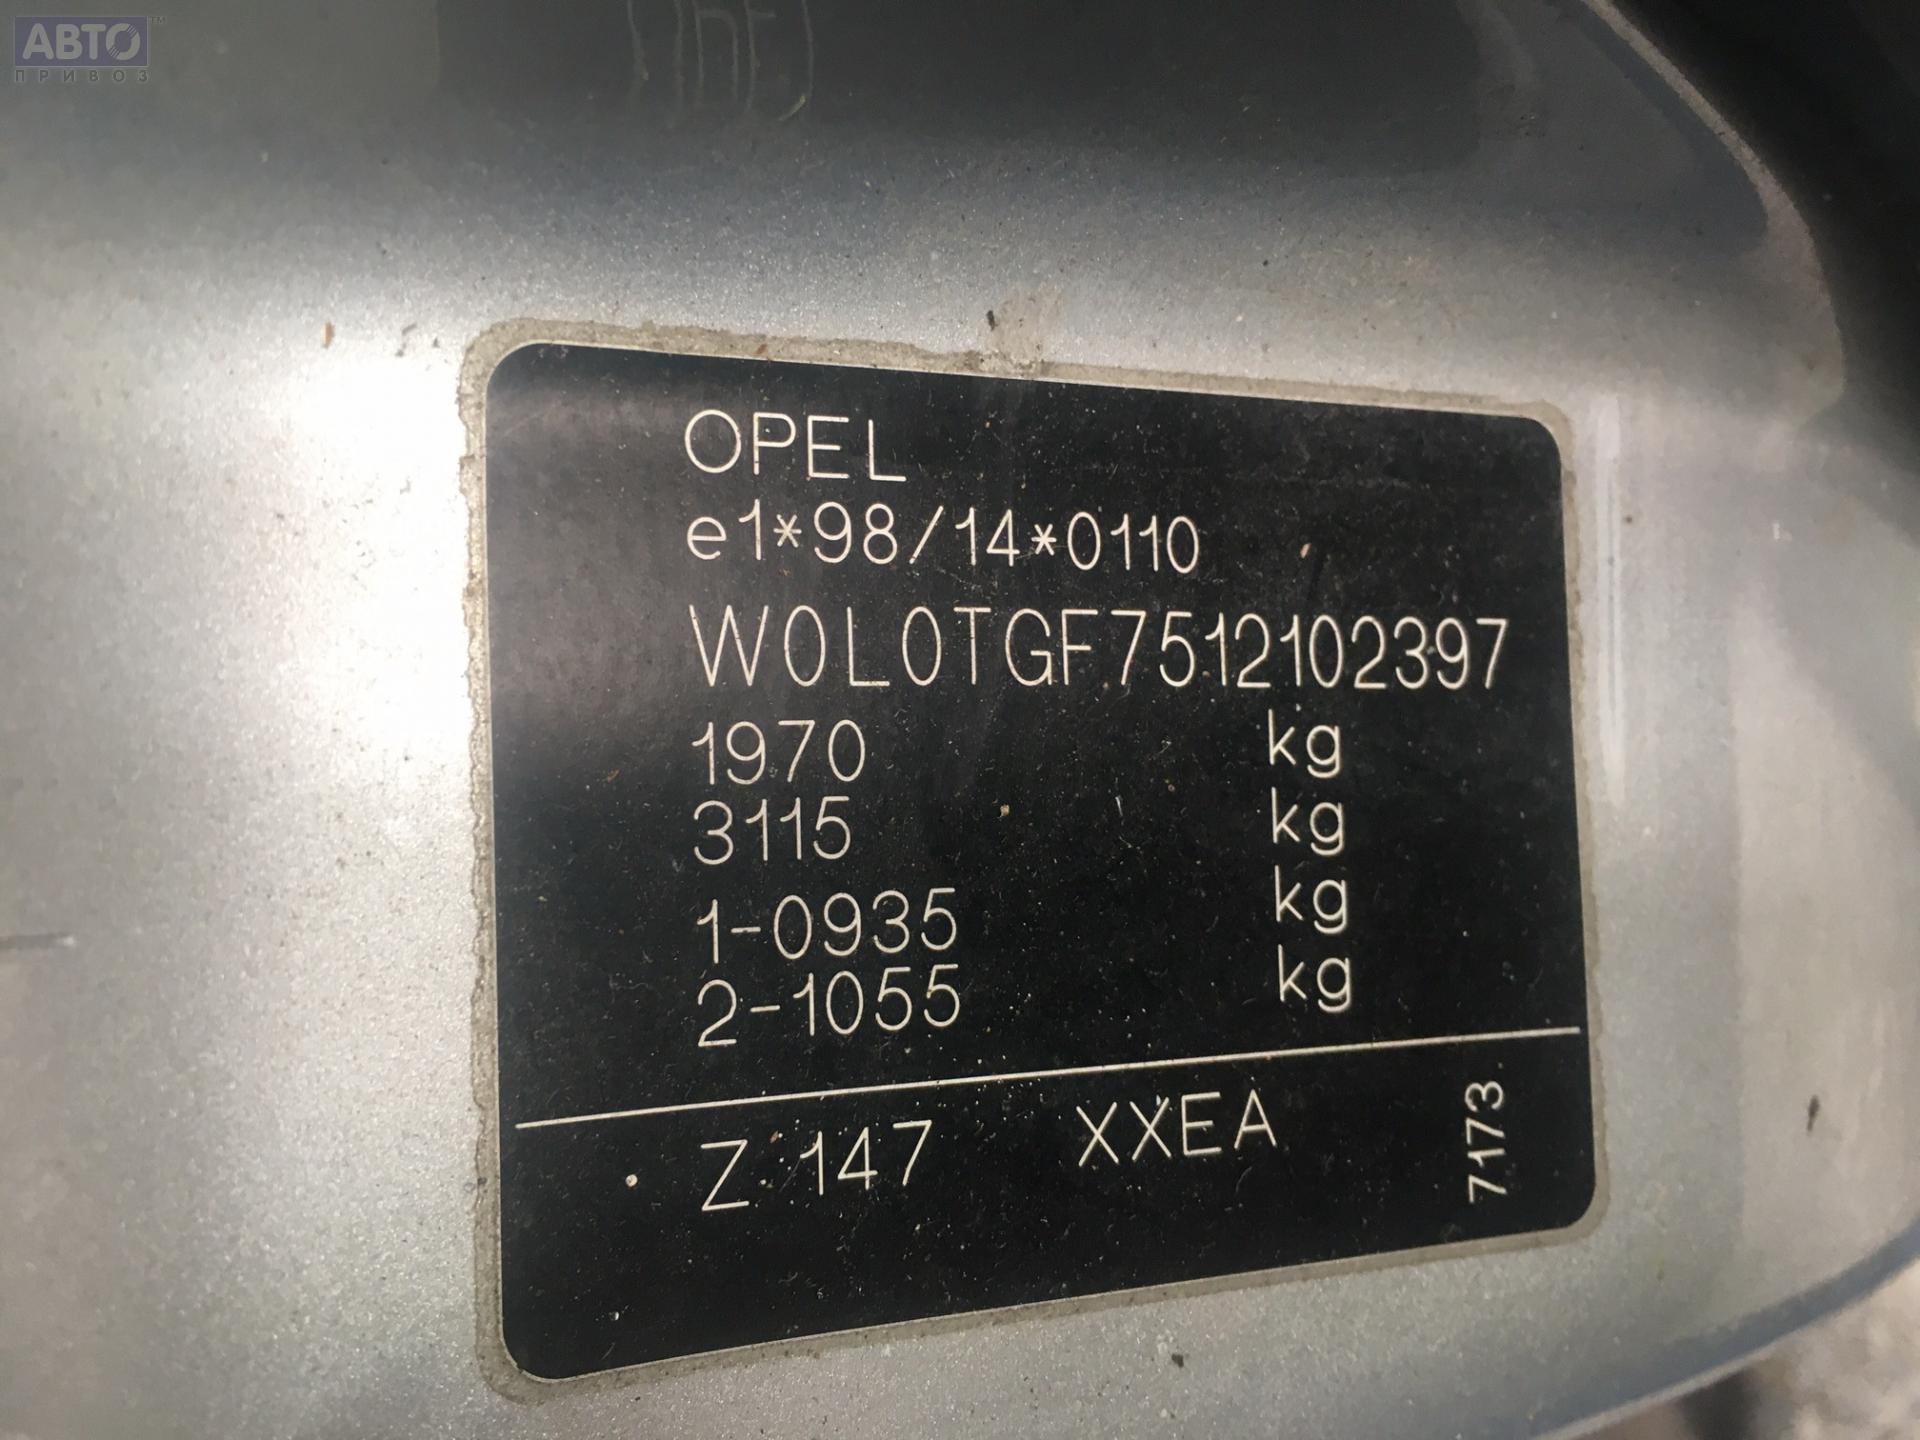 АВТО™
ПРИВОЗ
OPEL
e1*98/14*0110
W0L0TGF7512102397
1970 kg
3115 kg
1-0935 kg
2-1055 kg
Z 147 XXEA
7173